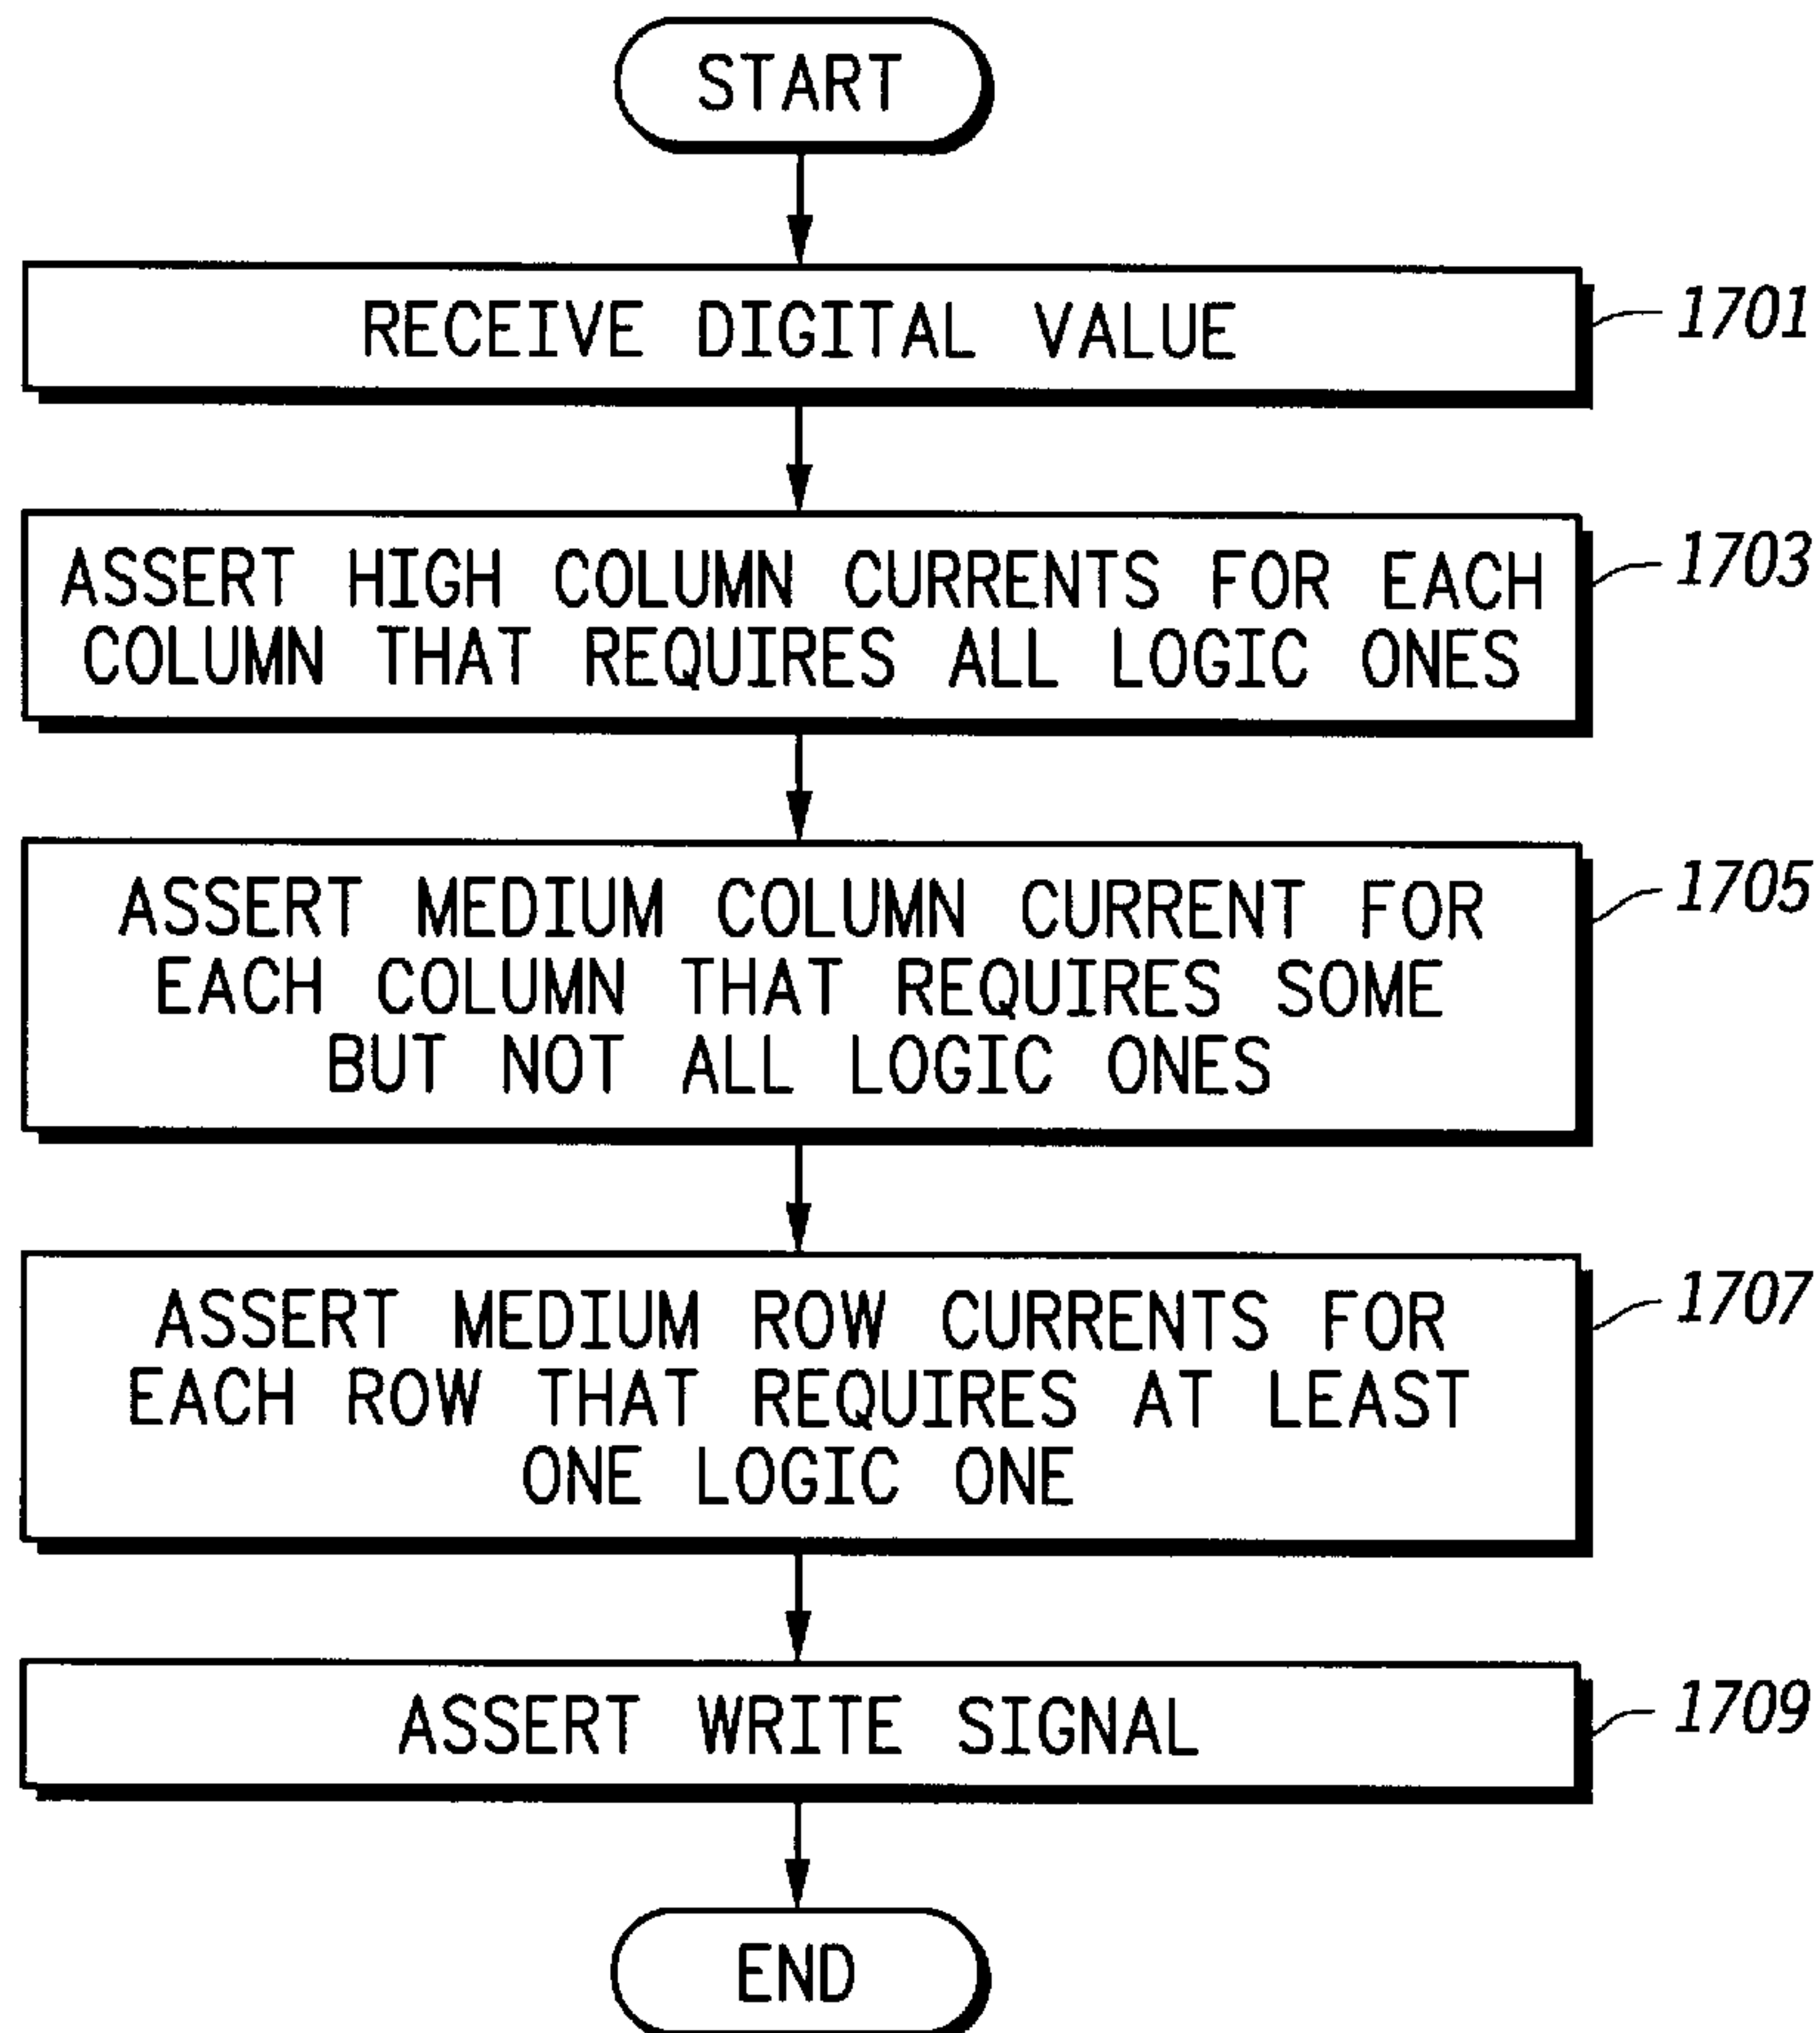 START
RECEIVE DIGITAL VALUE
1701
ASSERT HIGH COLUMN CURRENTS FOR EACH
COLUMN THAT REQUIRES ALL LOGIC ONES
1703
ASSERT MEDIUM COLUMN CURRENT FOR
EACH COLUMN THAT REQUIRES SOME
BUT NOT ALL LOGIC ONES
1705
ASSERT MEDIUM ROW CURRENTS FOR
EACH ROW THAT REQUIRES AT LEAST
ONE LOGIC ONE
1707
ASSERT WRITE SIGNAL
1709
END